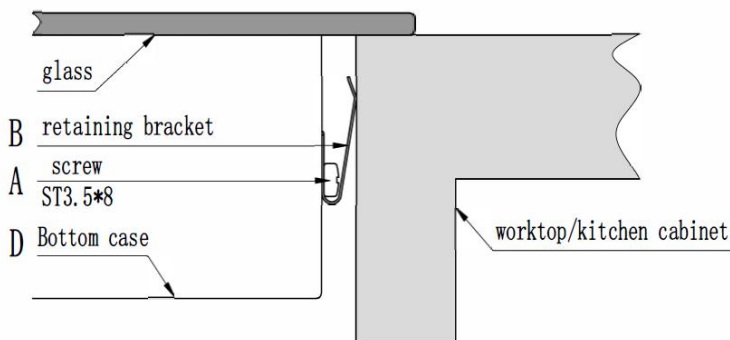 glass
B retaining bracket
A screw
ST3.5*8
D Bottom case
worktop/kitchen cabinet